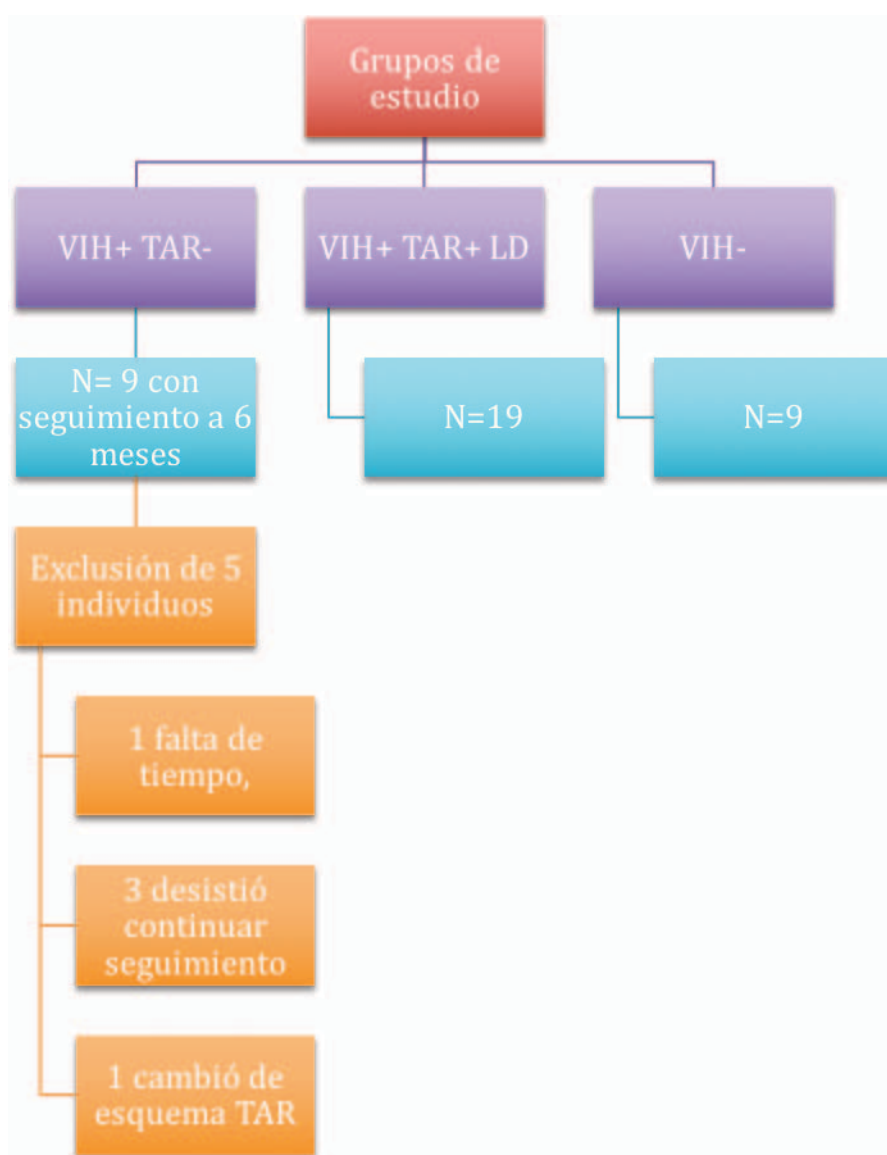 Grupos de
estudio
VIH+ TAR-
VIH+ TAR+ LD
VIH-
N= 9 con
seguimiento a 6
meses
N=19
N=9
Exclusión de 5
individuos
1 falta de
tiempo,
3 desistió
continuar
seguimiento
1 cambió de
esquema TAR